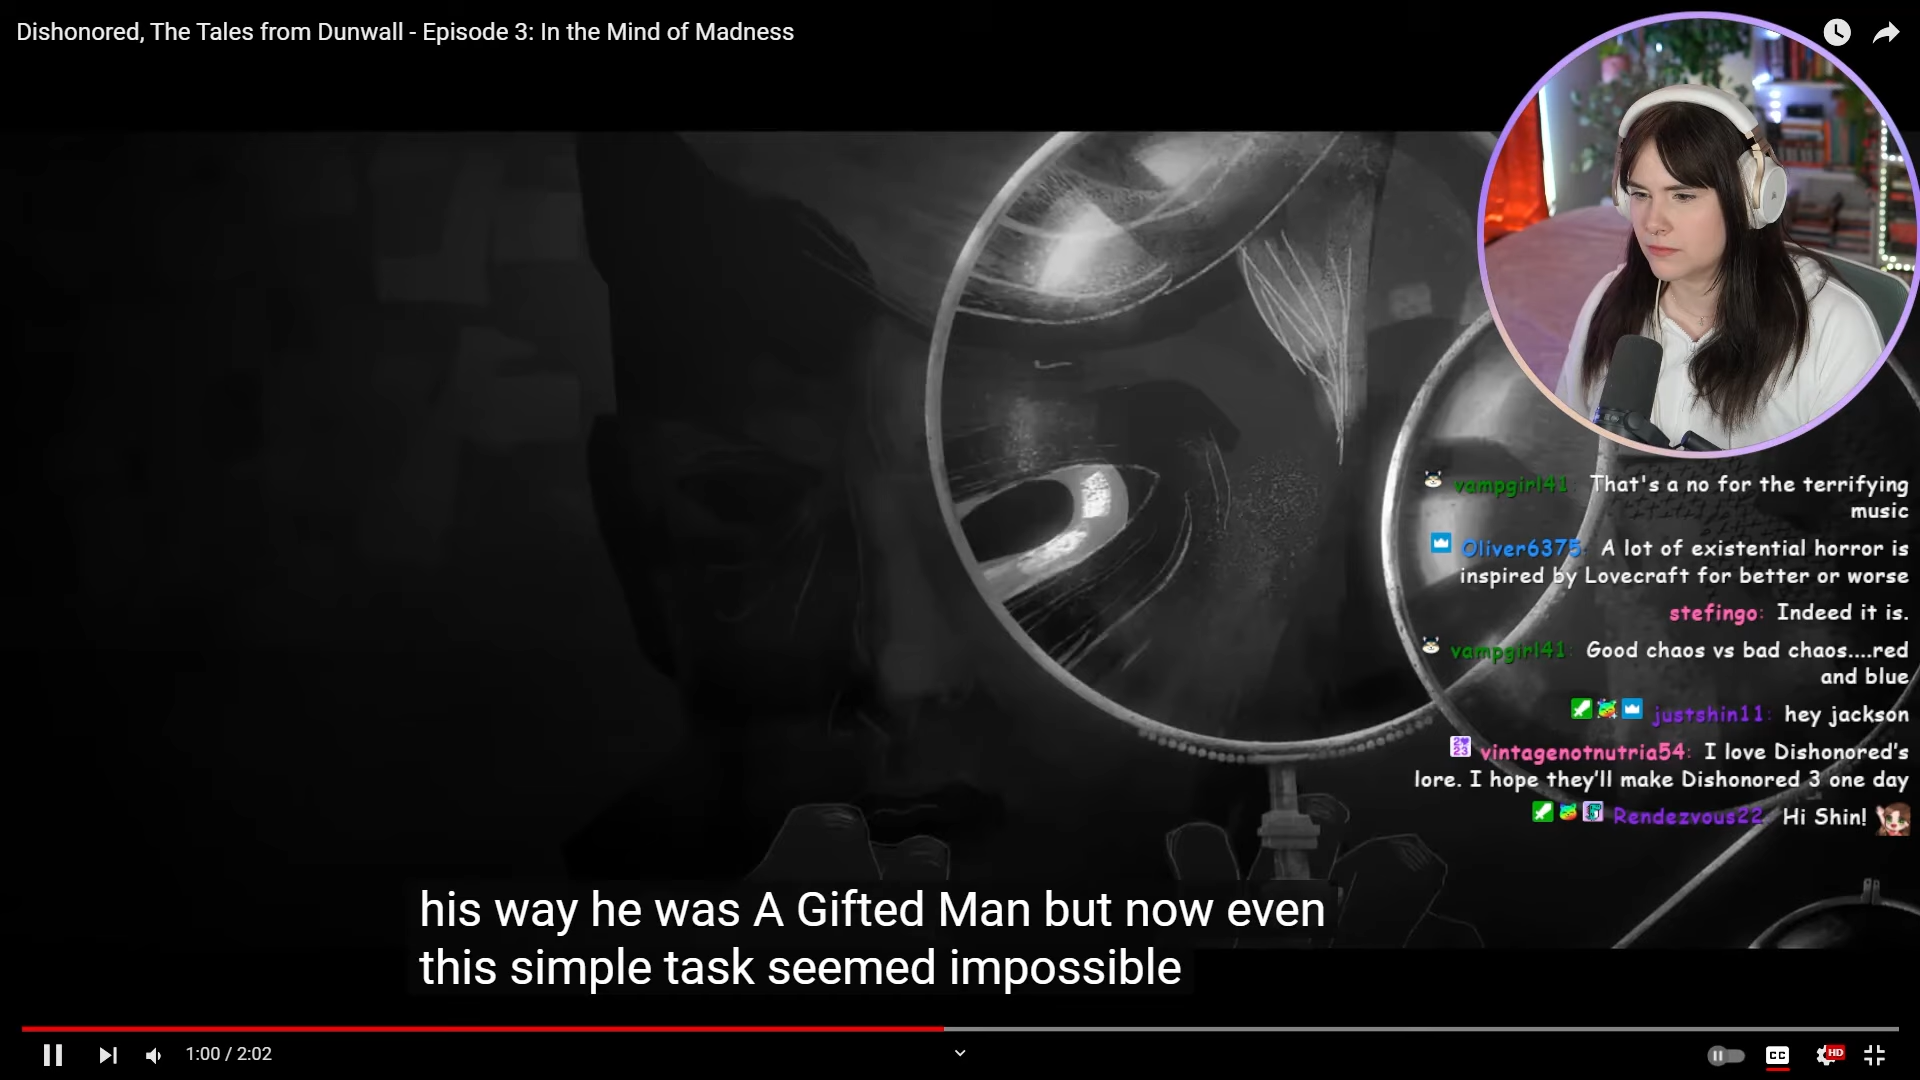 Dishonored, The Tales from Dunwall - Episode 3: In the Mind of Madness
vampgirl41: That's a no for the terrifying
music
Oliver6375: A lot of existential horror is
inspired by Lovecraft for better or worse
stefingo: Indeed it is.
vampgirl41: Good chaos vs bad chaos....red
and blue
justshin11: hey jackson
vintagenotnutria54: I love Dishonored's
lore. I hope they'll make Dishonored 3 one day
Rendezvous22: Hi Shin!
his way he was A Gifted Man but now even
this simple task seemed impossible
1:00 / 2:02
CC
HD